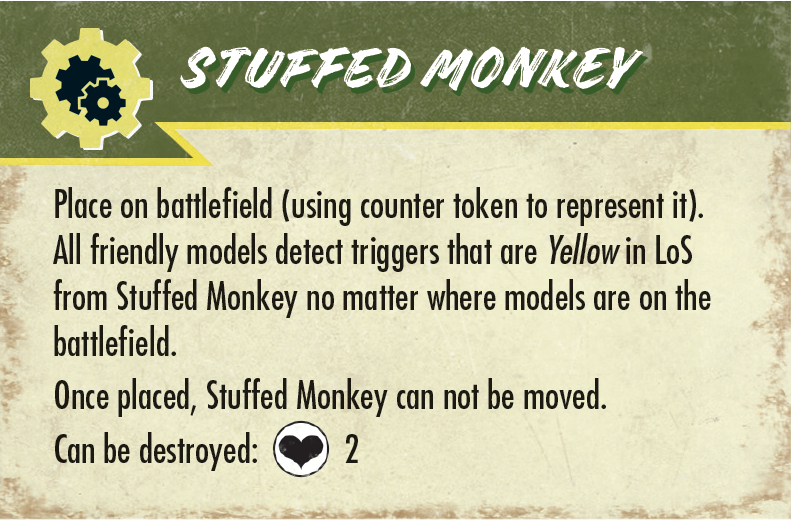 STUFFED MONKEY
Place on battlefield (using counter token to represent it).
All friendly models detect triggers that are Yellow in LoS
from Stuffed Monkey no matter where models are on the
battlefield.
Once placed, Stuffed Monkey can not be moved.
Can be destroyed: 2